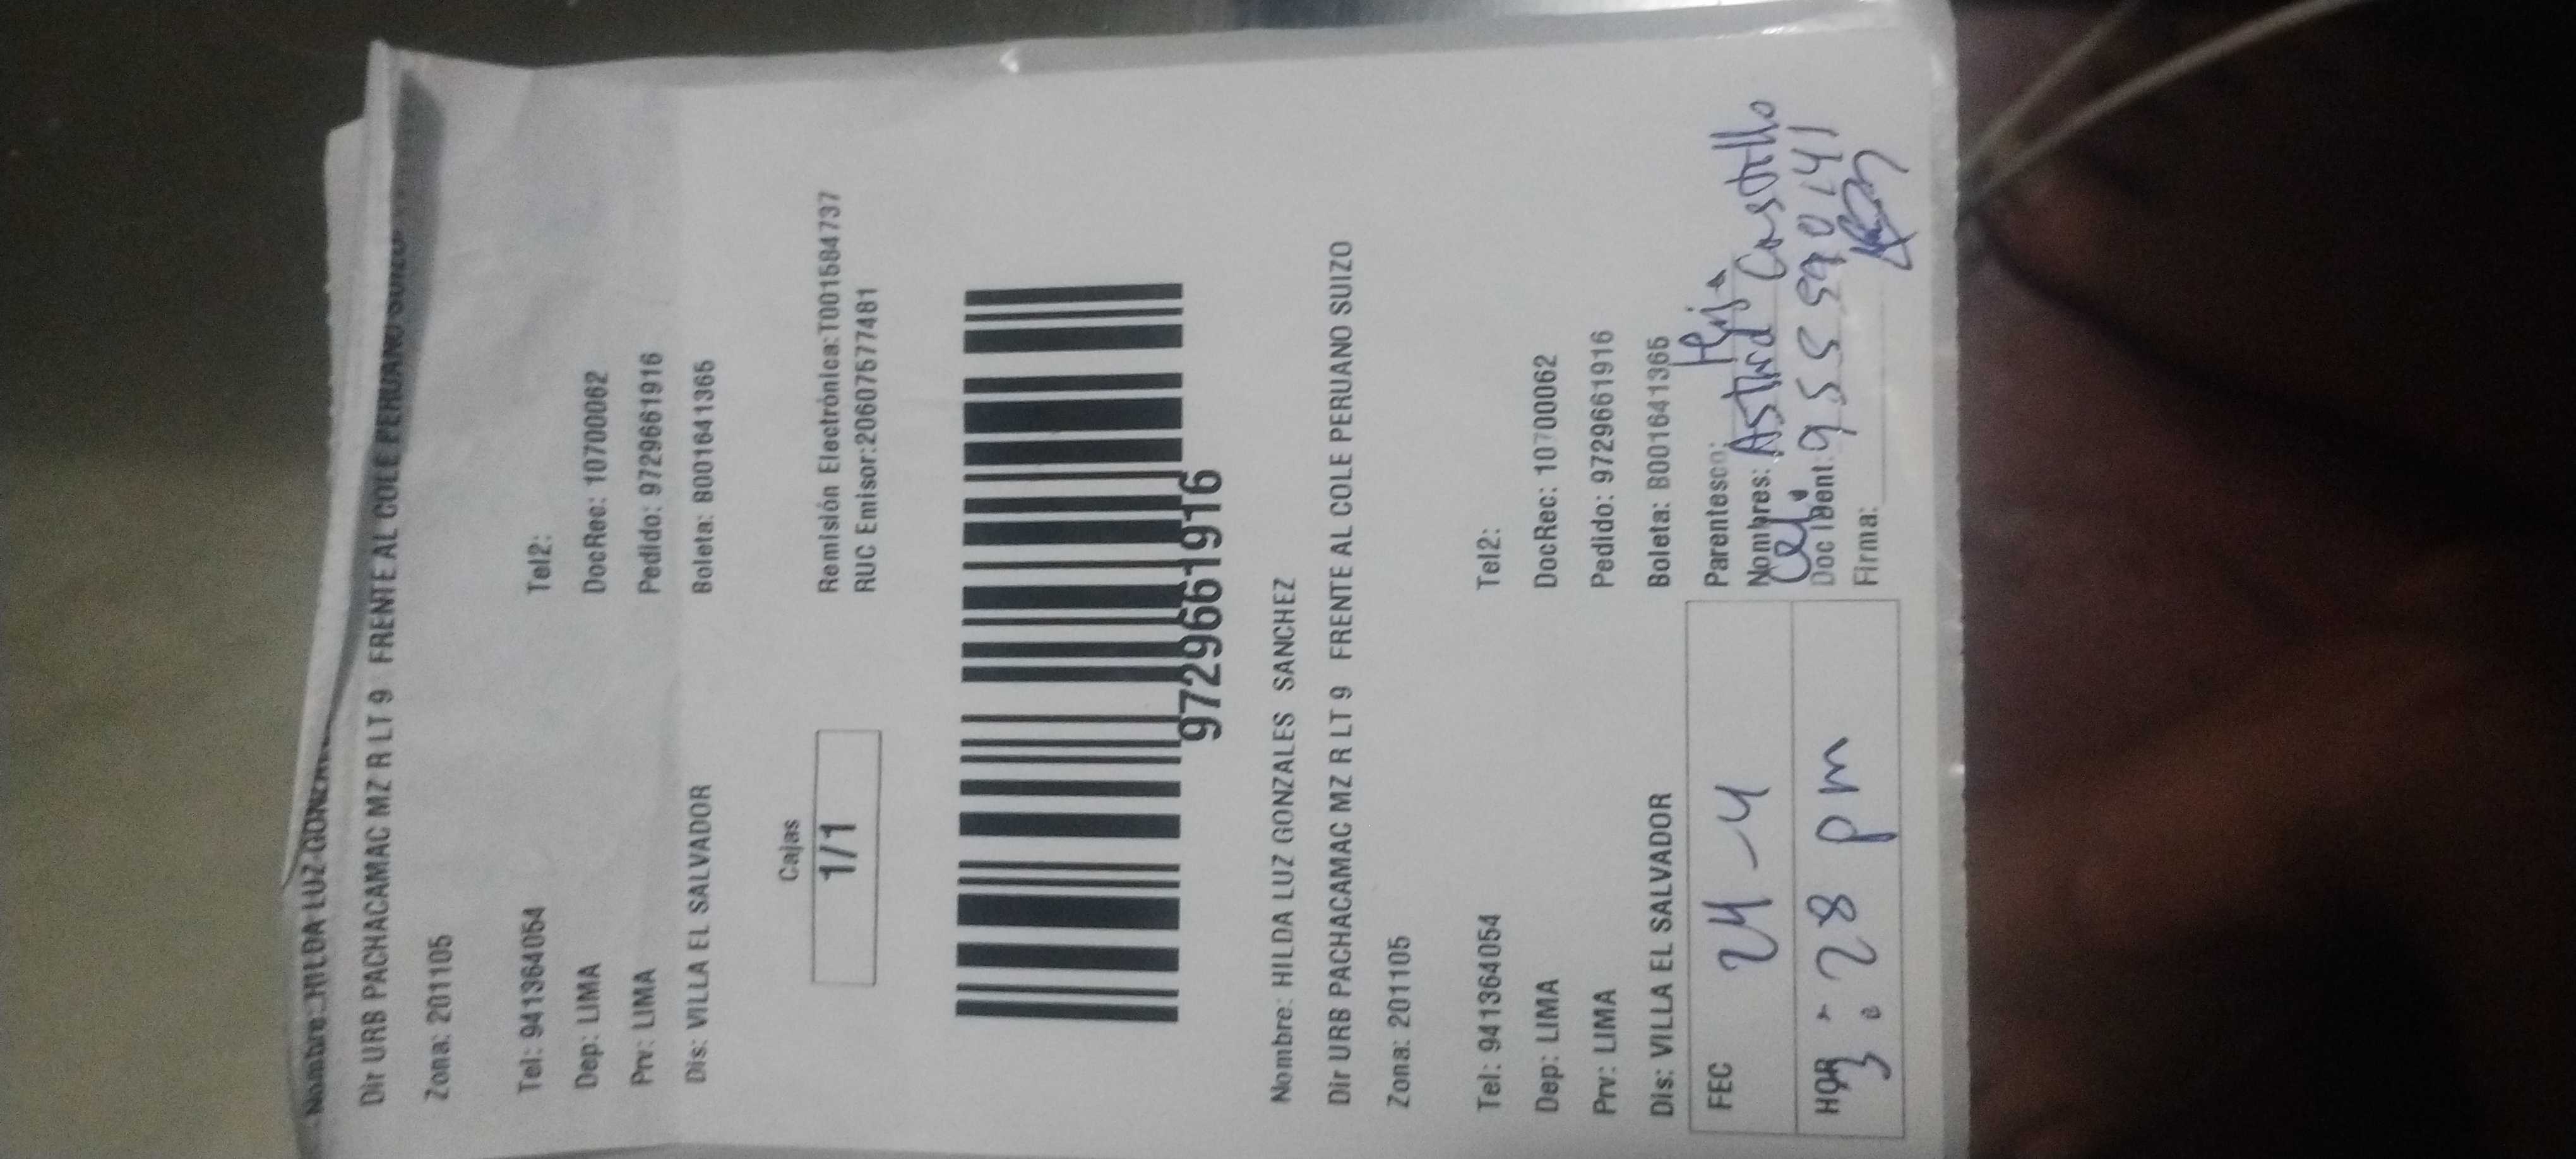 Nombre: HILDA LUZ
Dir URB PACHACAMAC MZ R LT 9 FRENTE AL COLE PERUANO SUIZO
Zona: 201105
Tel: 941364054 Tel2:
Dep: LIMA DocRec: 10700062
Prv: LIMA Pedido: 9729661916
Dis: VILLA EL SALVADOR Boleta: B001641365
Cajas
1/1
Remisión Electrónica:T001584737
RUC Emisor:20607577481
9729661916
Nombre: HILDA LUZ GONZALES SANCHEZ
Dir URB PACHACAMAC MZ R LT 9 FRENTE AL COLE PERUANO SUIZO
Zona: 201105
Tel: 941364054 Tel2:
Dep: LIMA DocRec: 10700062
Prv: LIMA Pedido: 9729661916
Dis: VILLA EL SALVADOR Boleta: B001641365
FEC 24-4
HOR 3:28 pm
Parentesco: Hija
Nombres: Astrid Castillo
Cel:
Doc Ident: 955590141
Firma: